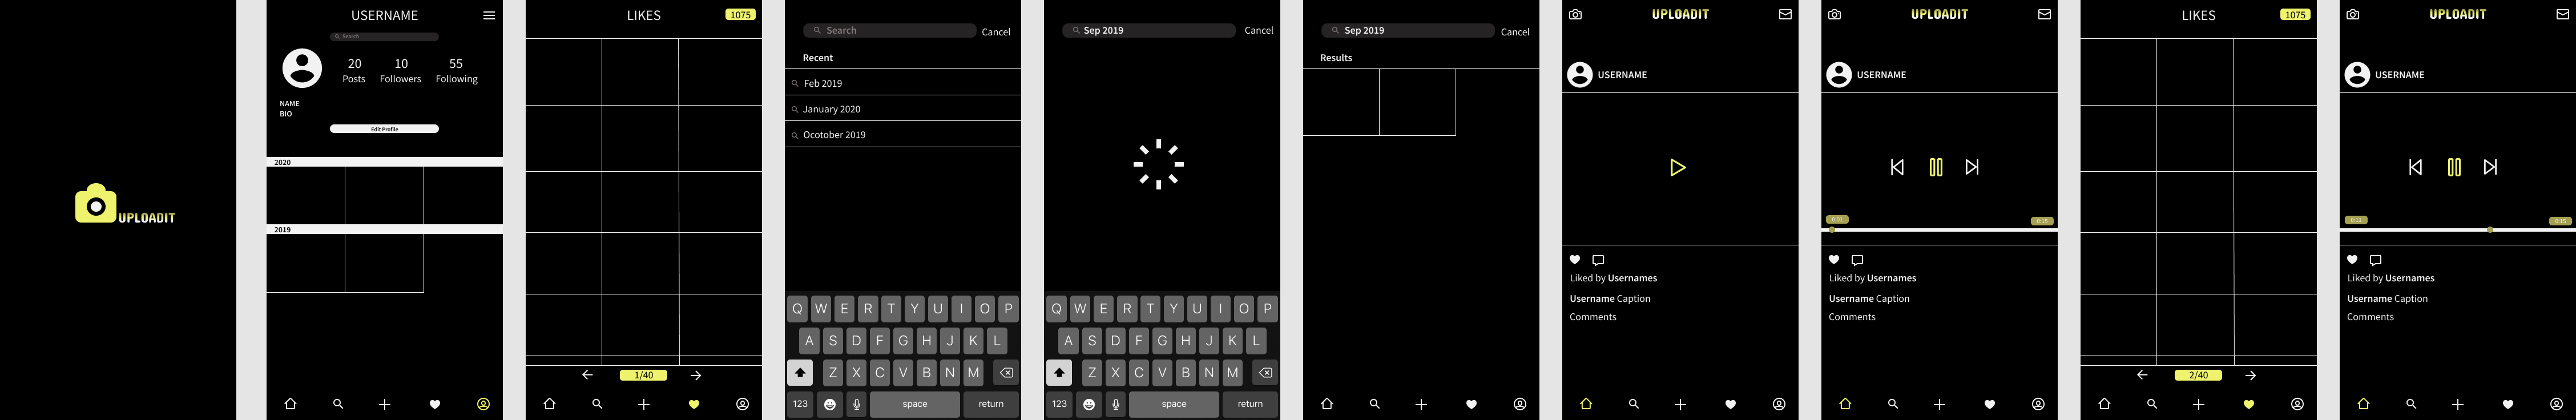 UPLOADIT
USERNAME
Search
20 10 55
Posts Followers Following
NAME
BIO
Edit Profile
2020
2019
LIKES 1075
1/40
Search Cancel
Recent
Feb 2019
January 2020
Ocotober 2019
Q W E R T Y U I O P
A S D F G H J K L
Z X C V B N M
123 space return
Sep 2019 Cancel
Q W E R T Y U I O P
A S D F G H J K L
Z X C V B N M
123 space return
Sep 2019 Cancel
Results
UPLOADIT
USERNAME
Liked by Usernames
Username Caption
Comments
UPLOADIT
USERNAME
0:01 0:15
Liked by Usernames
Username Caption
Comments
LIKES 1075
2/40
UPLOADIT
USERNAME
0:11 0:15
Liked by Usernames
Username Caption
Comments